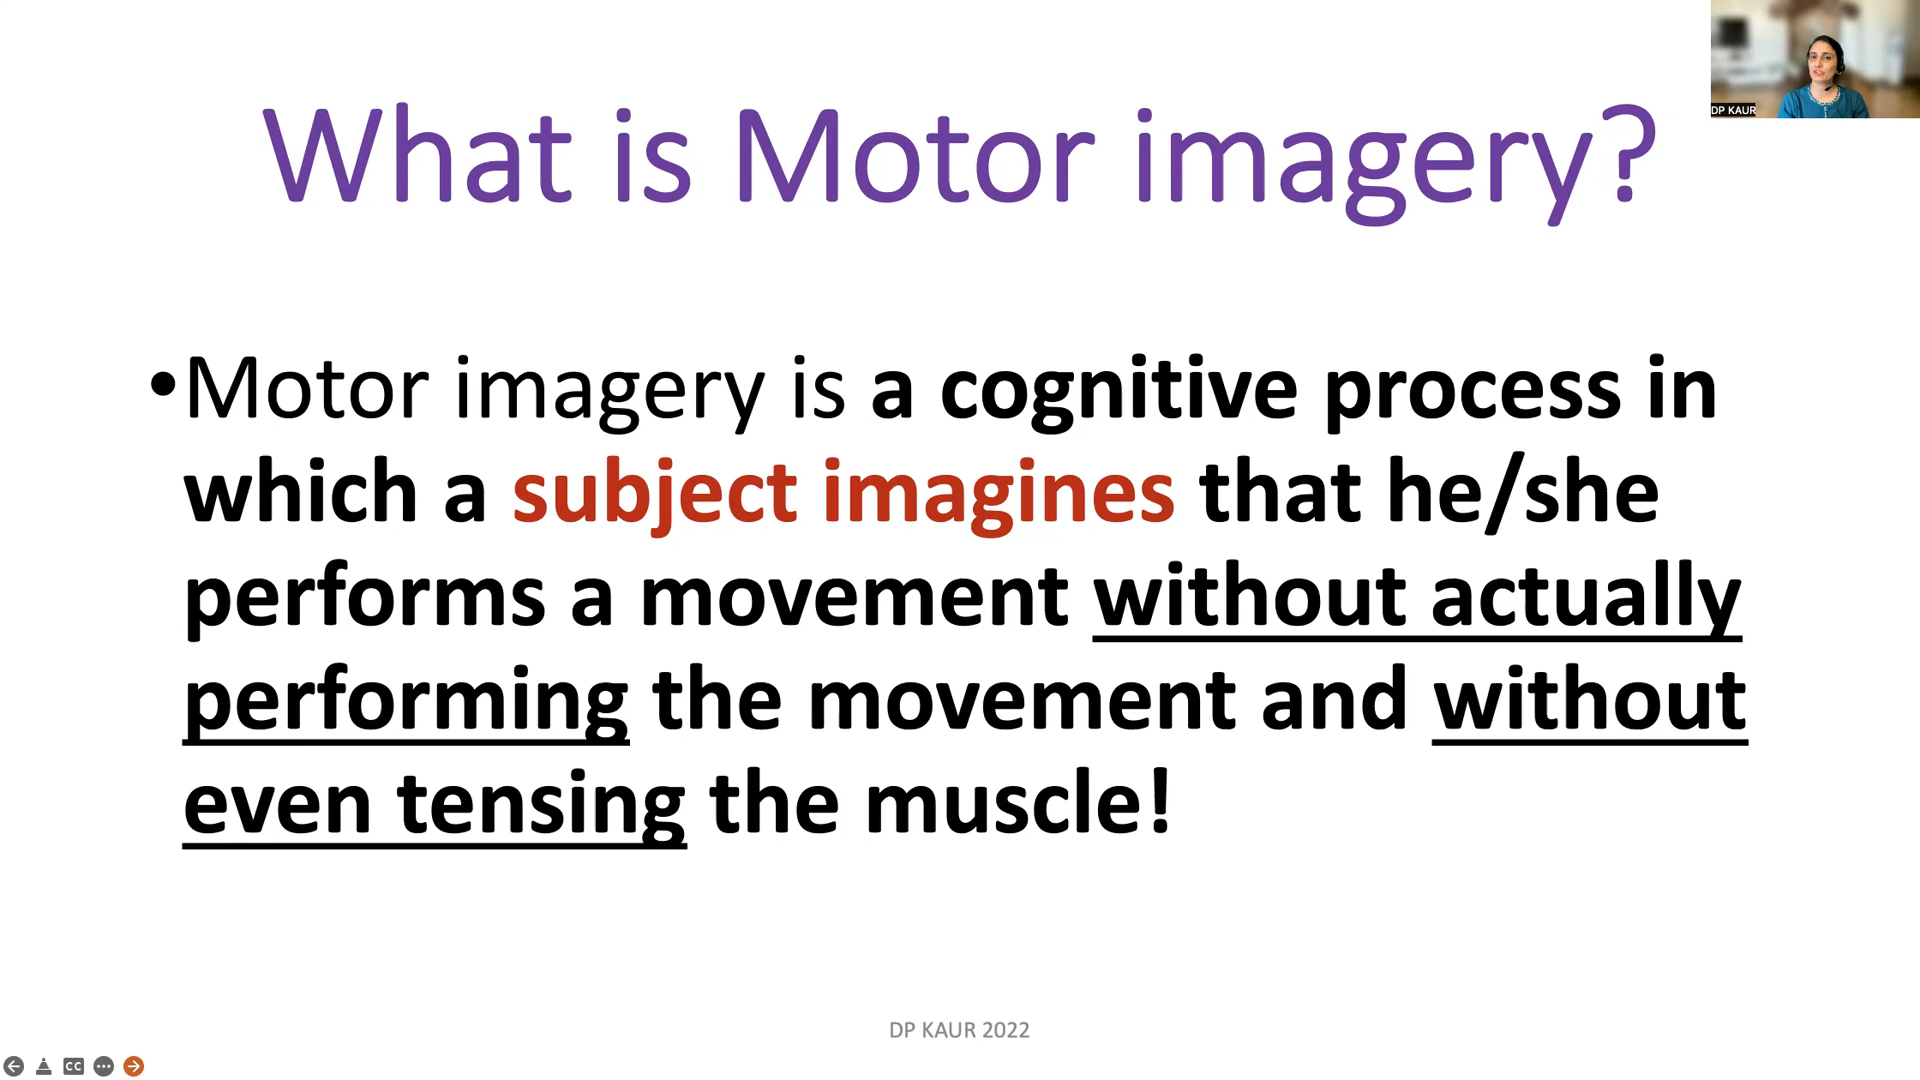 DP KAUR
What is Motor imagery?
•Motor imagery is a cognitive process in
which a subject imagines that he/she
performs a movement without actually
performing the movement and without
even tensing the muscle!
DP KAUR 2022
CC